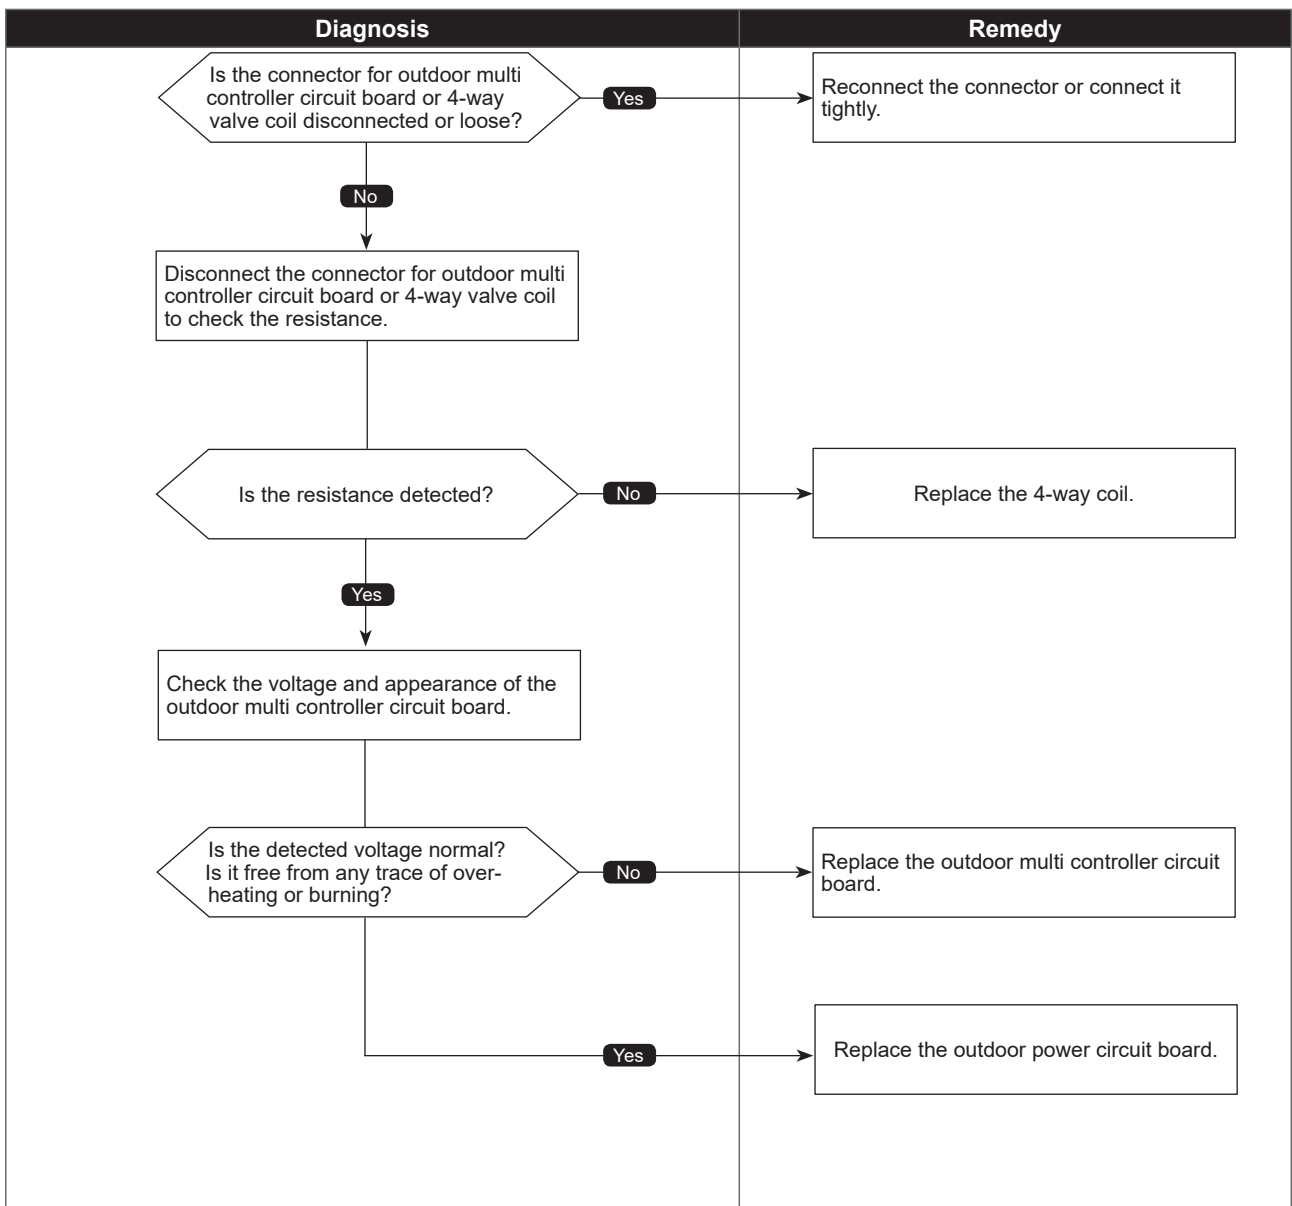 Diagnosis
Remedy
Is the connector for outdoor multi
controller circuit board or 4-way
valve coil disconnected or loose?
Yes
Reconnect the connector or connect it
tightly.
No
Disconnect the connector for outdoor multi
controller circuit board or 4-way valve coil
to check the resistance.
Is the resistance detected?
No
Replace the 4-way coil.
Yes
Check the voltage and appearance of the
outdoor multi controller circuit board.
Is the detected voltage normal?
Is it free from any trace of over-
heating or burning?
No
Replace the outdoor multi controller circuit
board.
Yes
Replace the outdoor power circuit board.